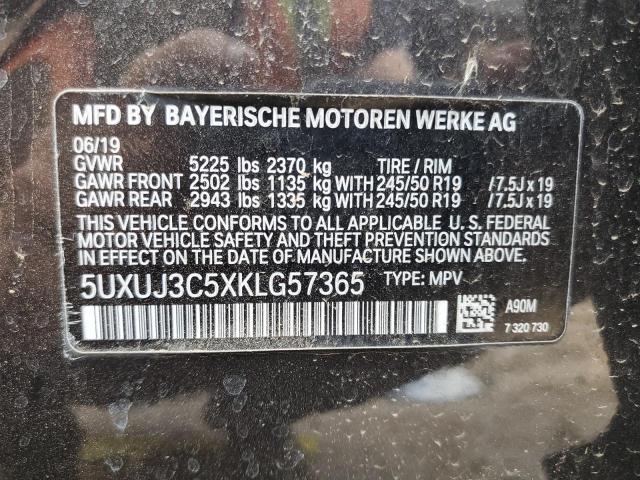 MFD BY BAYERISCHE MOTOREN WERKE AG
06/19
GVWR 5225 lbs 2370 kg TIRE / RIM
GAWR FRONT 2502 lbs 1135 kg WITH 245/50 R19 /7.5J x 19
GAWR REAR 2943 lbs 1335 kg WITH 245/50 R19 /7.5J x 19
THIS VEHICLE CONFORMS TO ALL APPLICABLE U. S. FEDERAL
MOTOR VEHICLE SAFETY AND THEFT PREVENTION STANDARDS
IN EFFECT ON THE DATE OF MANUFACTURE SHOWN ABOVE.
5UXUJ3C5XKLG57365 TYPE: MPV
A90M
7 320 730